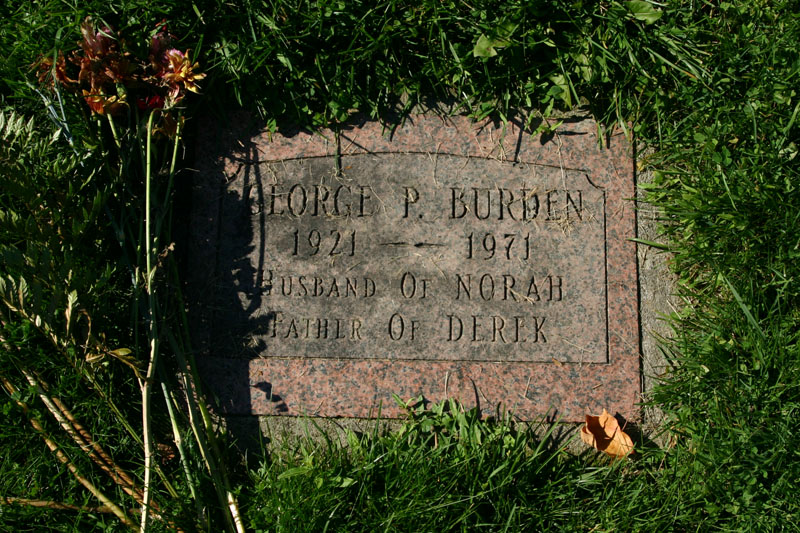 GEORGE P. BURDEN
1921 — 1971
HUSBAND OF NORAH
FATHER OF DEREK